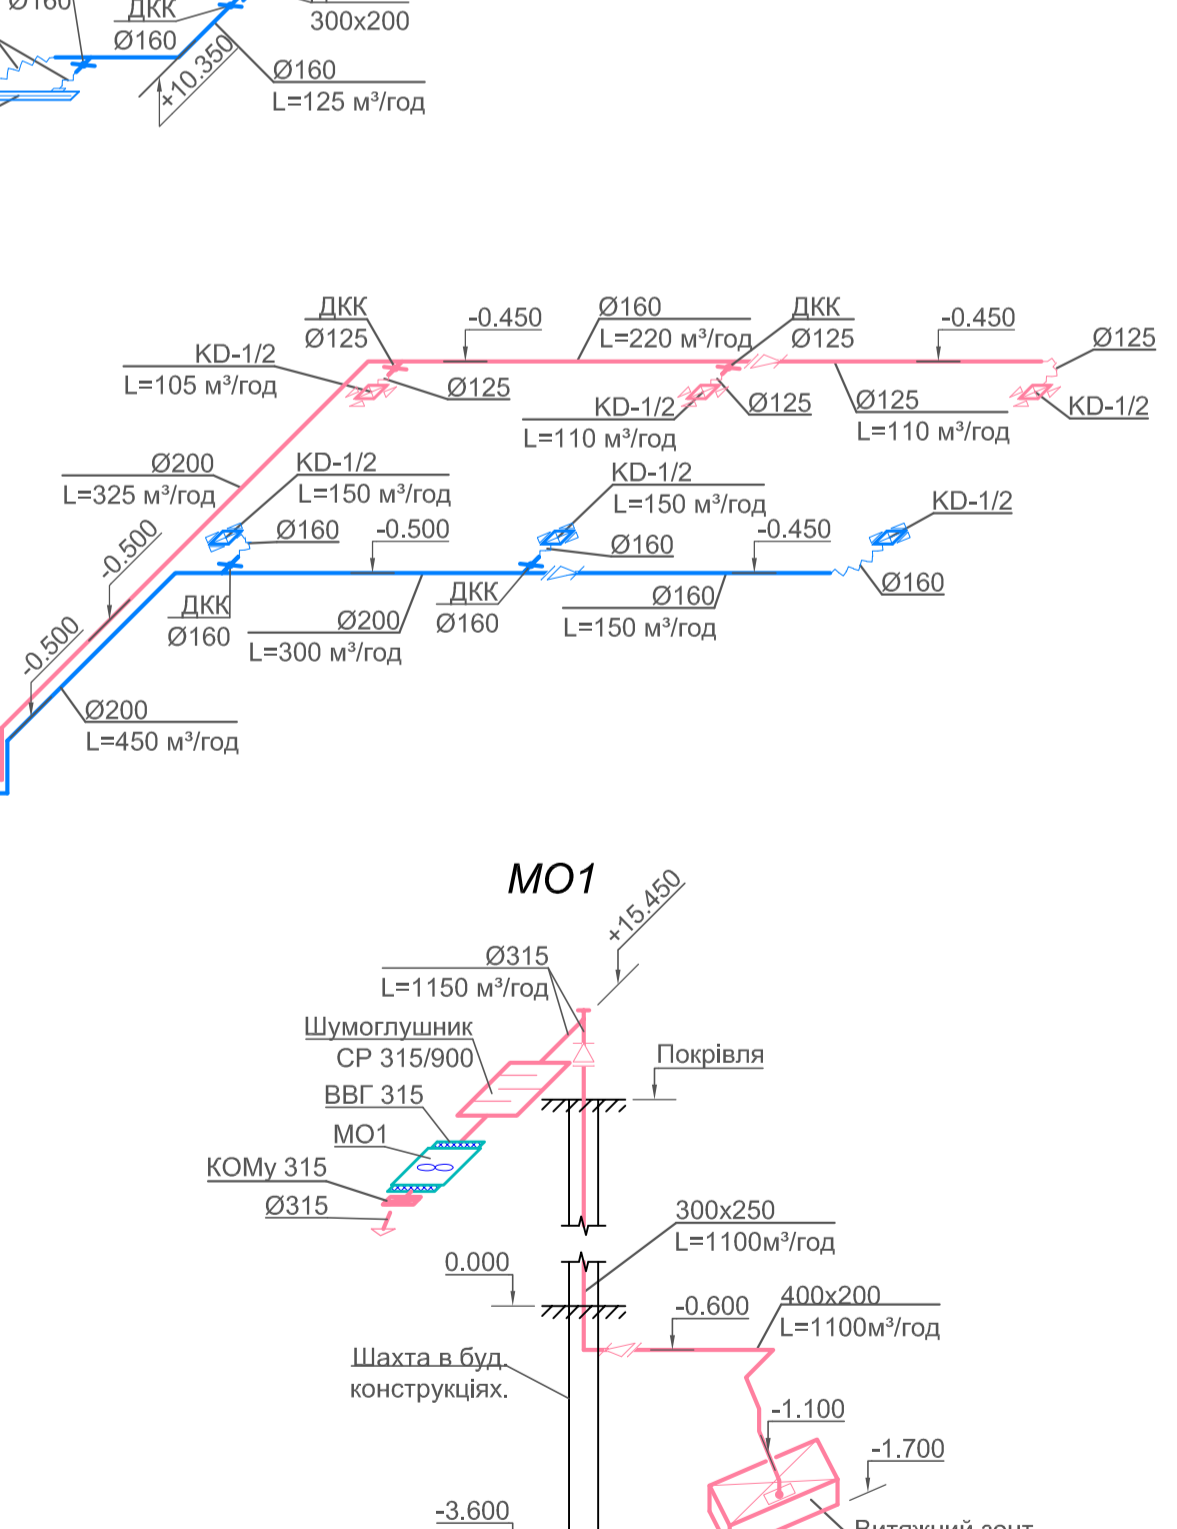 Ø160
ДКК
Ø160
300x200
+10.350
Ø160
L=125 м³/год
ДКК
Ø125
-0.450
Ø160
L=220 м³/год
ДКК
Ø125
-0.450
Ø125
KD-1/2
L=105 м³/год
Ø125
KD-1/2
L=110 м³/год
Ø125
Ø125
L=110 м³/год
KD-1/2
Ø200
L=325 м³/год
KD-1/2
L=150 м³/год
KD-1/2
L=150 м³/год
KD-1/2
-0.500
Ø160
-0.500
Ø160
-0.450
Ø160
ДКК
Ø160
Ø200
L=300 м³/год
ДКК
Ø160
Ø160
L=150 м³/год
-0.500
Ø200
L=450 м³/год
МО1
+15.450
Ø315
L=1150 м³/год
Шумоглушник
СР 315/900
Покрівля
ВВГ 315
МО1
КОМу 315
Ø315
300x250
L=1100м³/год
0.000
-0.600
400x200
L=1100м³/год
Шахта в буд.
конструкціях.
-1.100
-1.700
-3.600
Витяжний зонт